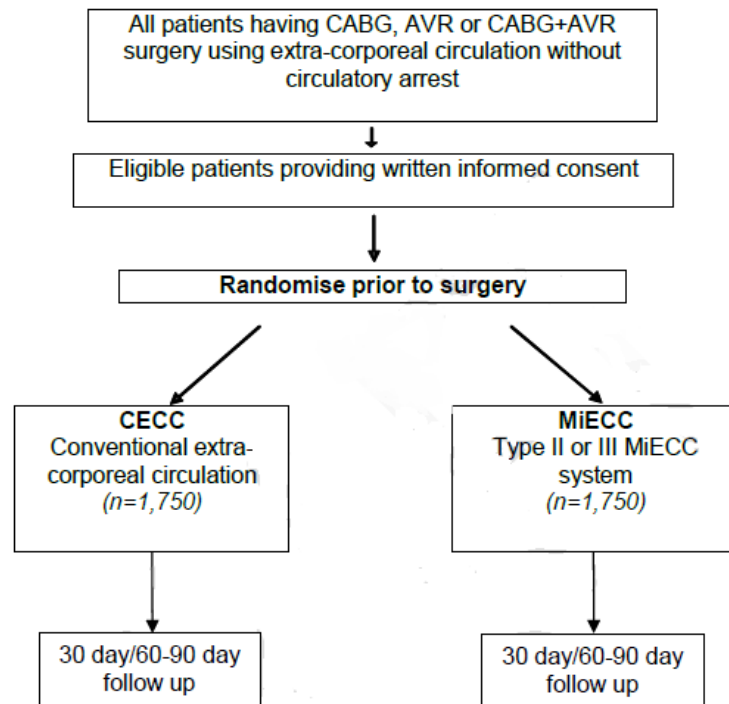 All patients having CABG, AVR or CABG+AVR
surgery using extra-corporeal circulation without
circulatory arrest
Eligible patients providing written informed consent
Randomise prior to surgery
CECC
Conventional extra-
corporeal circulation
(n=1,750)
MiECC
Type II or III MiECC
system
(n=1,750)
30 day/60-90 day
follow up
30 day/60-90 day
follow up